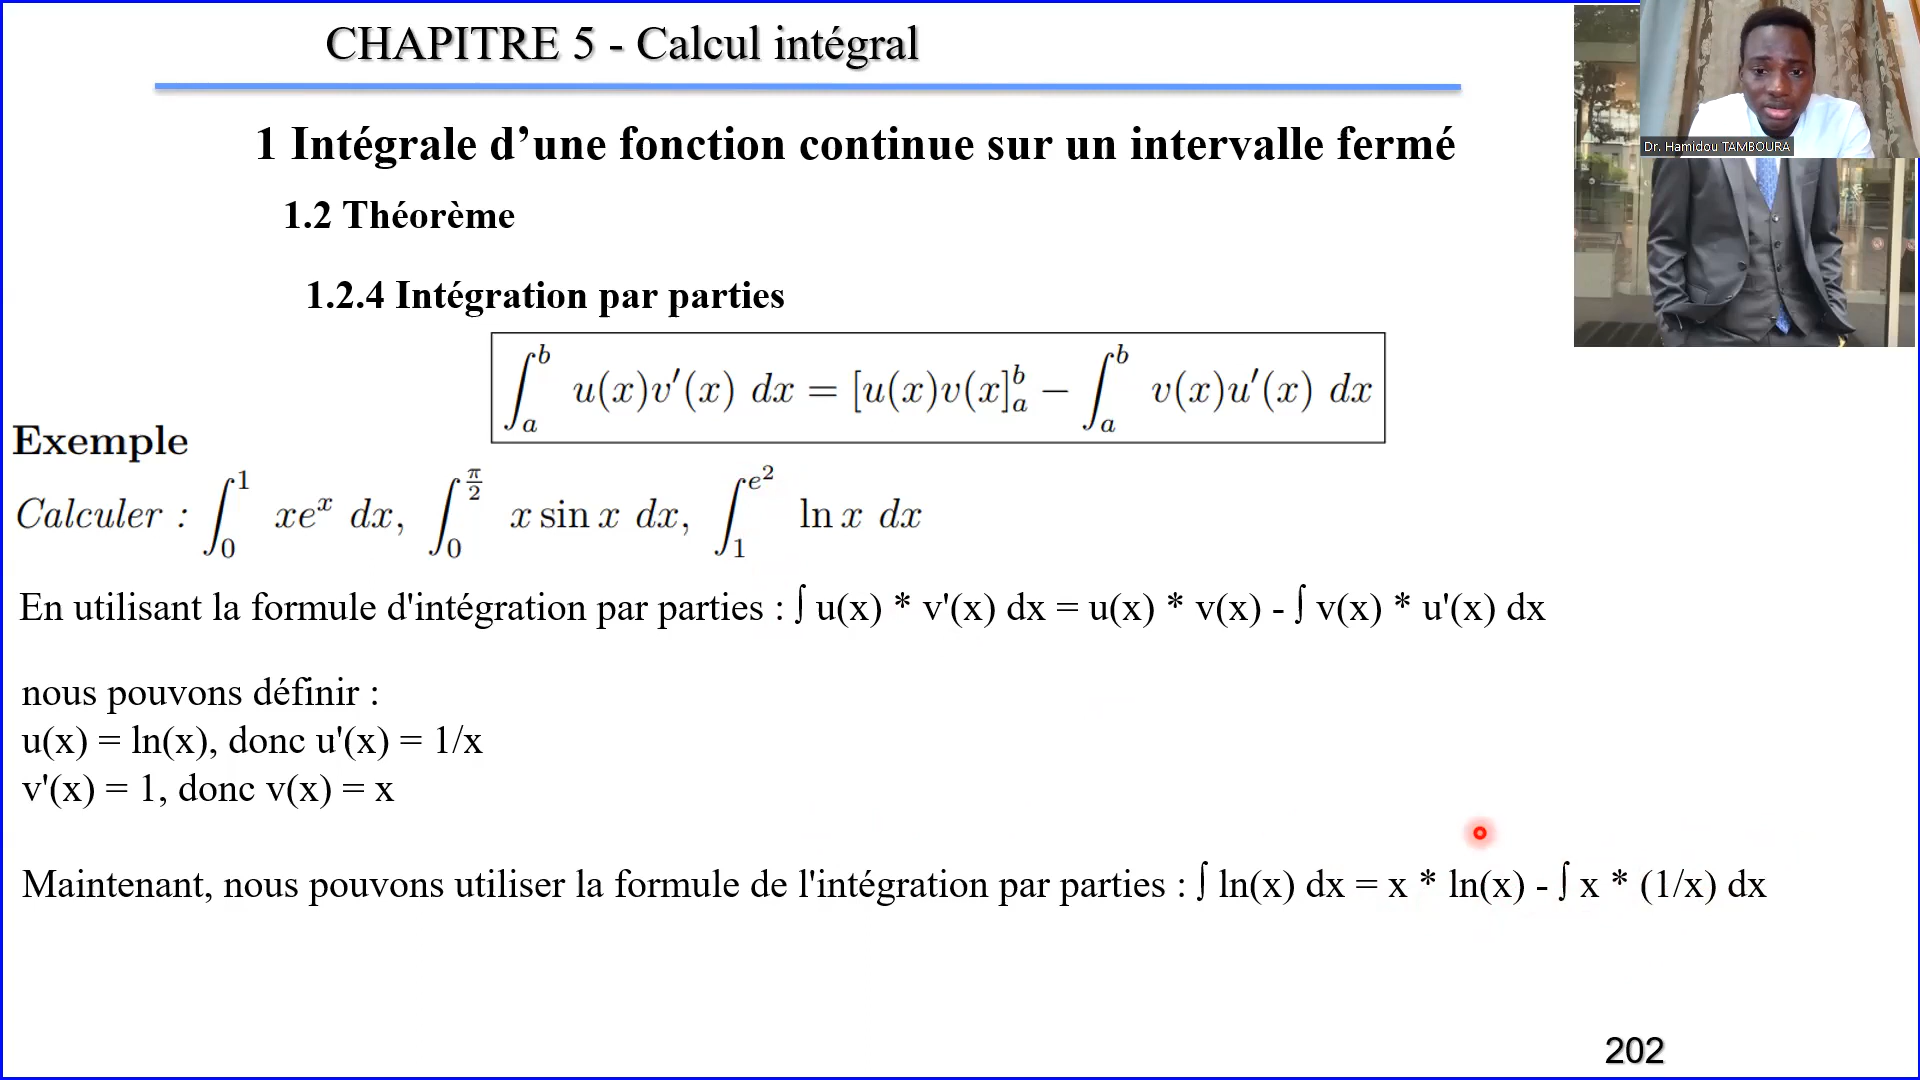 CHAPITRE 5 - Calcul intégral
Dr. Hamidou TAMBOURA
1 Intégrale d’une fonction continue sur un intervalle fermé
1.2 Théorème
1.2.4 Intégration par parties
∫_a^b u(x)v′(x) dx = [u(x)v(x]_a^b − ∫_a^b v(x)u′(x) dx
Exemple
Calculer : ∫_0^1 xe^x dx, ∫_0^{π/2} x sin x dx, ∫_1^{e^2} ln x dx
En utilisant la formule d'intégration par parties : ∫ u(x) * v'(x) dx = u(x) * v(x) - ∫ v(x) * u'(x) dx
nous pouvons définir :
u(x) = ln(x), donc u'(x) = 1/x
v'(x) = 1, donc v(x) = x
Maintenant, nous pouvons utiliser la formule de l'intégration par parties : ∫ ln(x) dx = x * ln(x) - ∫ x * (1/x) dx
202